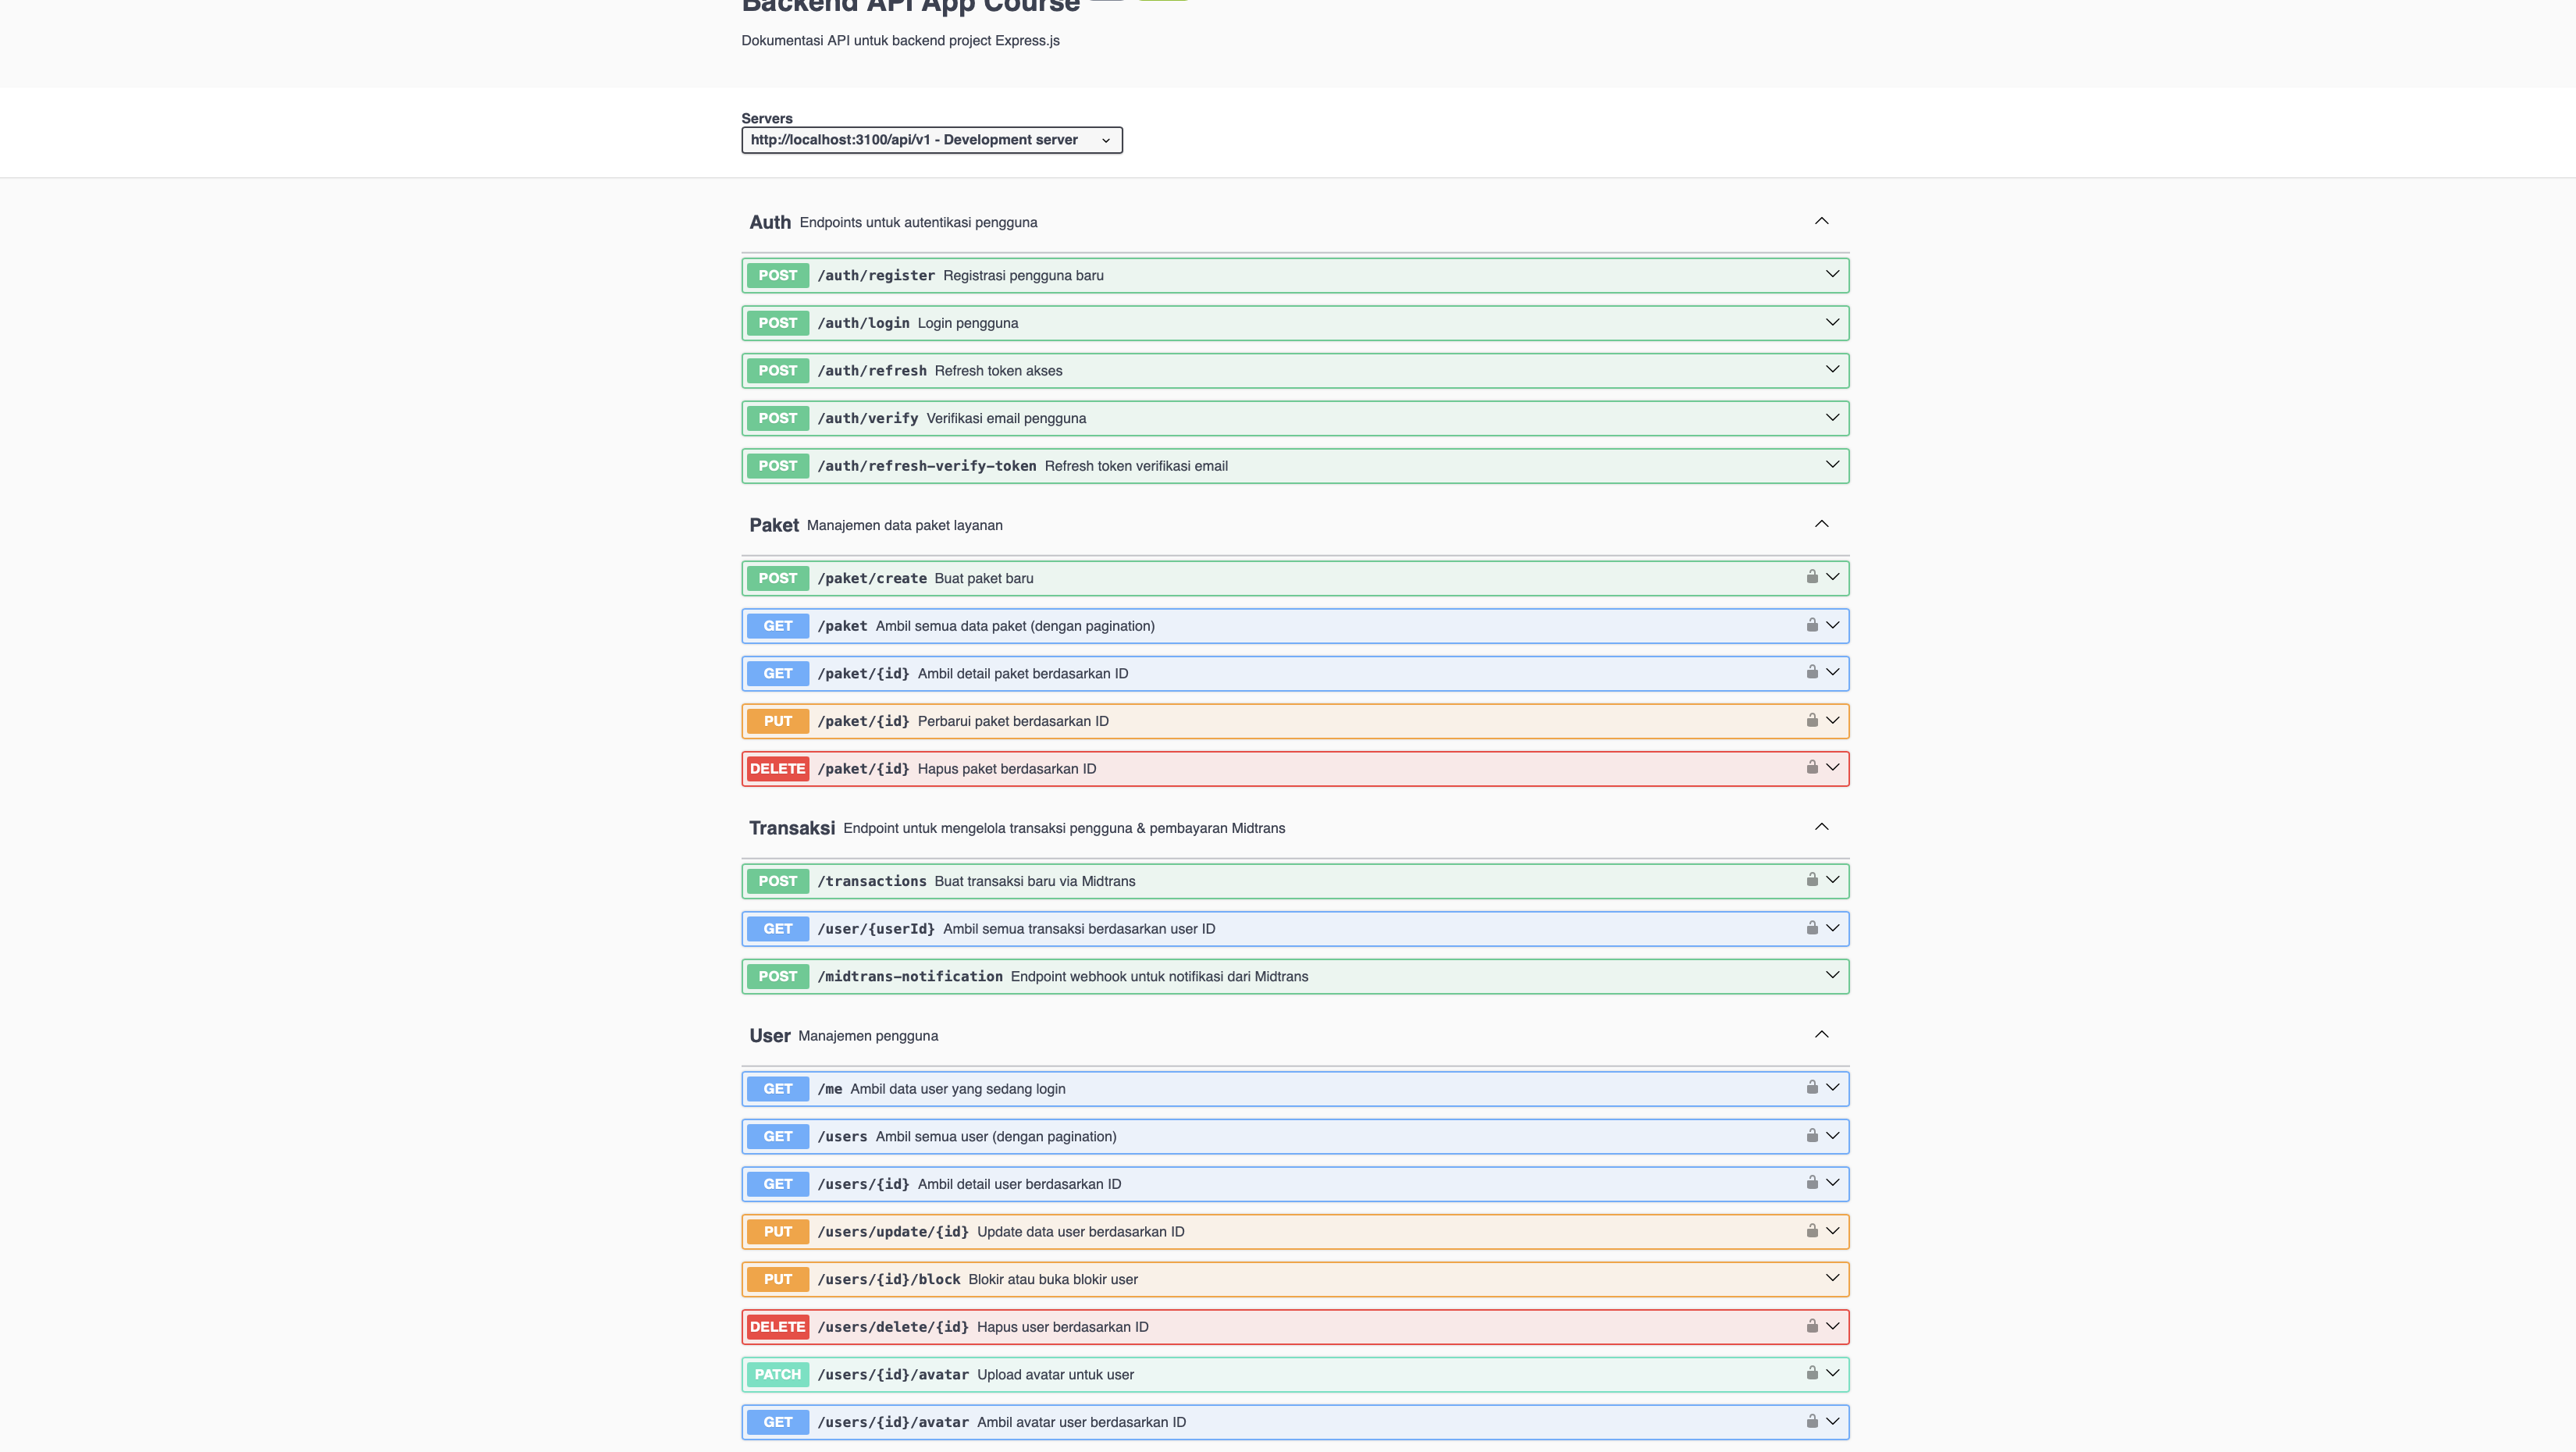 Backend API App Course
Dokumentasi API untuk backend project Express.js
Servers
http://localhost:3100/api/v1 - Development server
Auth Endpoints untuk autentikasi pengguna
POST /auth/register Registrasi pengguna baru
POST /auth/login Login pengguna
POST /auth/refresh Refresh token akses
POST /auth/verify Verifikasi email pengguna
POST /auth/refresh-verify-token Refresh token verifikasi email
Paket Manajemen data paket layanan
POST /paket/create Buat paket baru
GET /paket Ambil semua data paket (dengan pagination)
GET /paket/{id} Ambil detail paket berdasarkan ID
PUT /paket/{id} Perbarui paket berdasarkan ID
DELETE /paket/{id} Hapus paket berdasarkan ID
Transaksi Endpoint untuk mengelola transaksi pengguna & pembayaran Midtrans
POST /transactions Buat transaksi baru via Midtrans
GET /user/{userId} Ambil semua transaksi berdasarkan user ID
POST /midtrans-notification Endpoint webhook untuk notifikasi dari Midtrans
User Manajemen pengguna
GET /me Ambil data user yang sedang login
GET /users Ambil semua user (dengan pagination)
GET /users/{id} Ambil detail user berdasarkan ID
PUT /users/update/{id} Update data user berdasarkan ID
PUT /users/{id}/block Blokir atau buka blokir user
DELETE /users/delete/{id} Hapus user berdasarkan ID
PATCH /users/{id}/avatar Upload avatar untuk user
GET /users/{id}/avatar Ambil avatar user berdasarkan ID